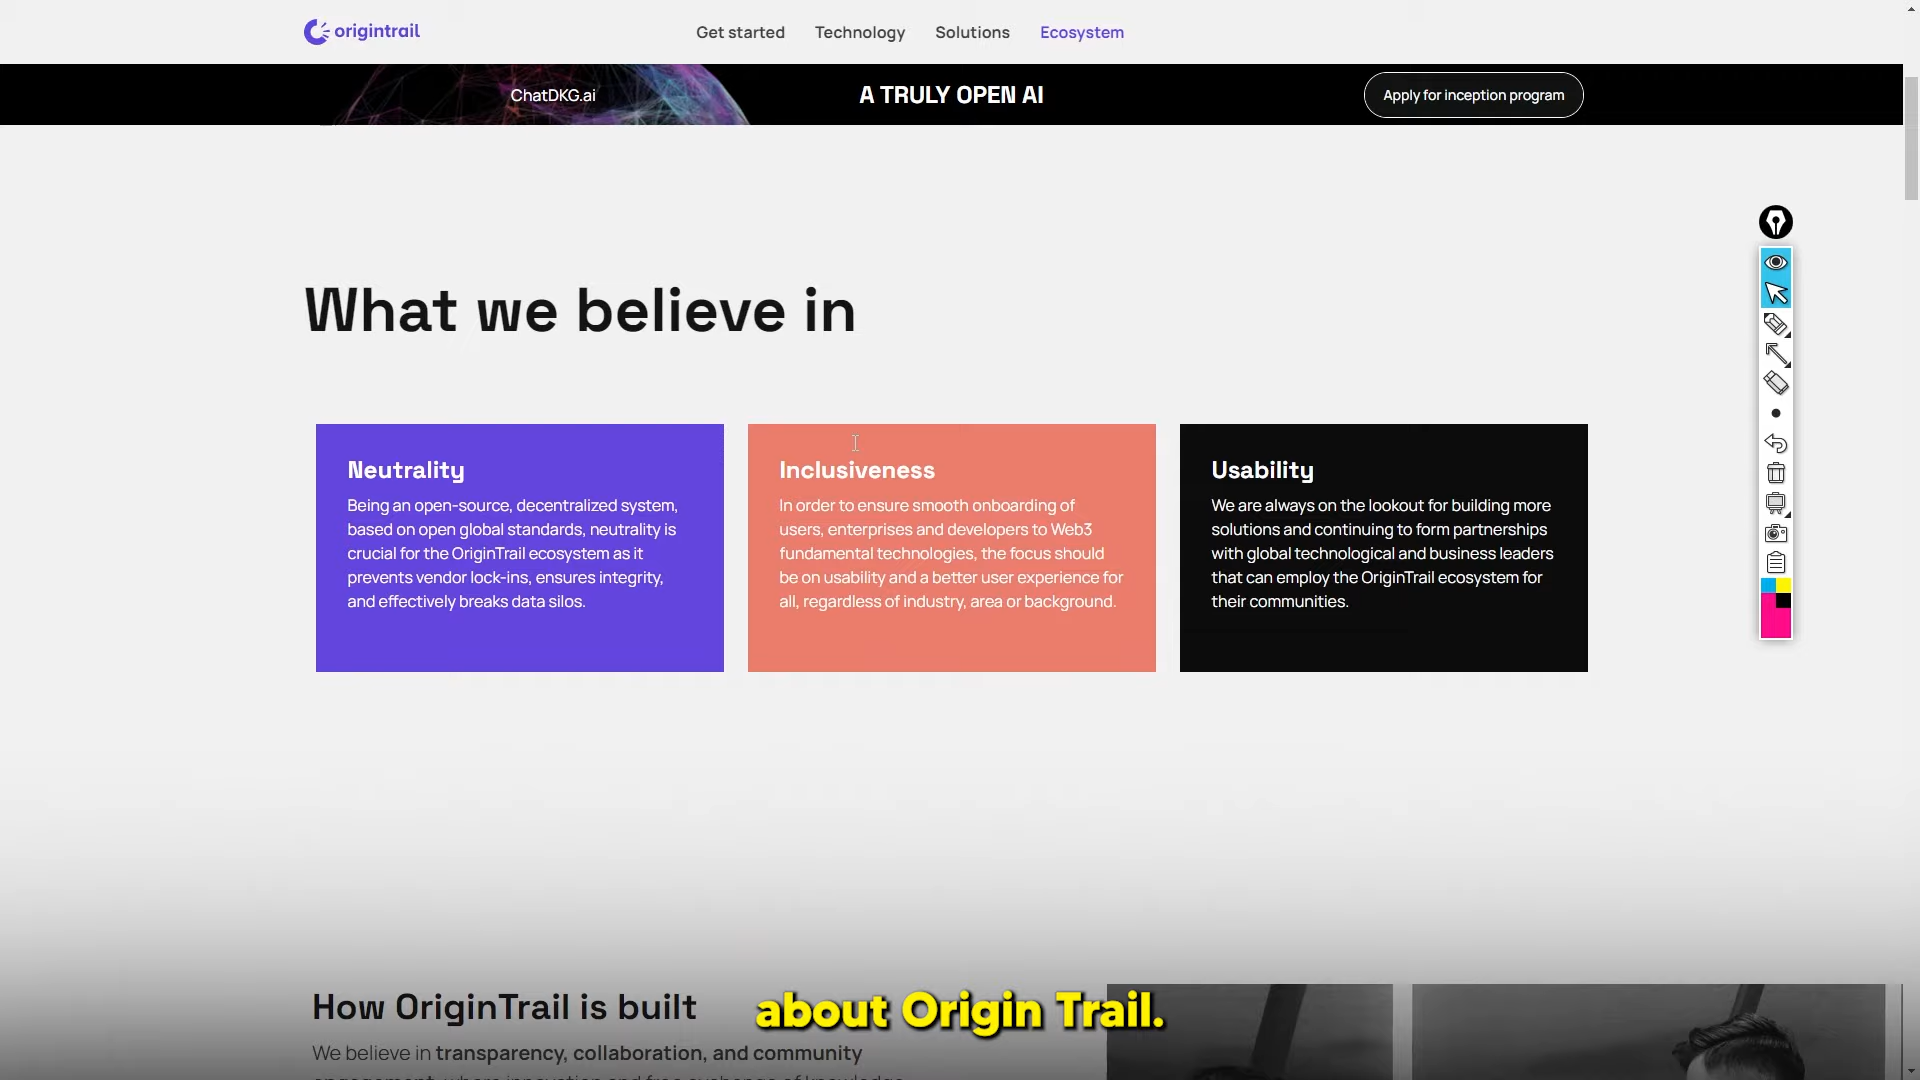 origintrail
Get started
Technology
Solutions
Ecosystem
ChatDKG.ai
A TRULY OPEN AI
Apply for inception program
What we believe in
Neutrality
Being an open-source, decentralized system,
based on open global standards, neutrality is
crucial for the OriginTrail ecosystem as it
prevents vendor lock-ins, ensures integrity,
and effectively breaks data silos.
Inclusiveness
In order to ensure smooth onboarding of
users, enterprises and developers to Web3
fundamental technologies, the focus should
be on usability and a better user experience for
all, regardless of industry, area or background.
Usability
We are always on the lookout for building more
solutions and continuing to form partnerships
with global technological and business leaders
that can employ the OriginTrail ecosystem for
their communities.
How OriginTrail is built
We believe in transparency, collaboration, and community
about Origin Trail.